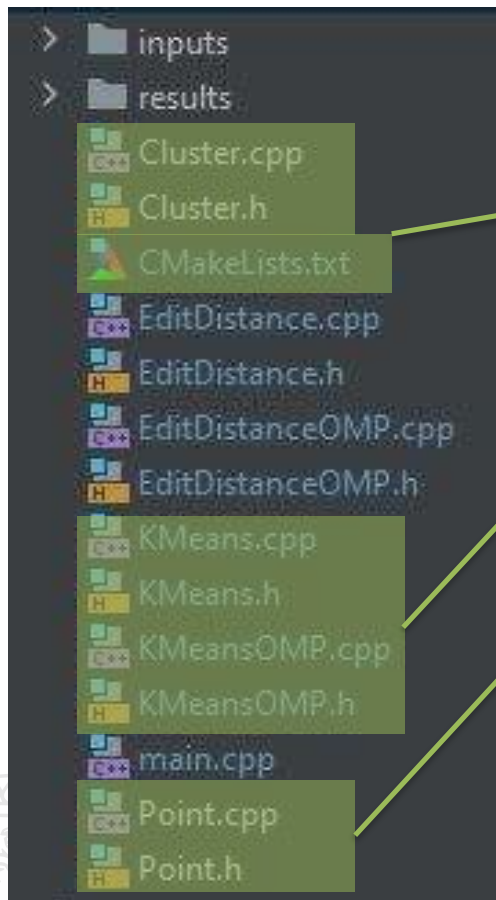 inputs
results
Cluster.cpp
Cluster.h
CMakeLists.txt
EditDistance.cpp
EditDistance.h
EditDistanceOMP.cpp
EditDistanceOMP.h
KMeans.cpp
KMeans.h
KMeansOMP.cpp
KMeansOMP.h
main.cpp
Point.cpp
Point.h